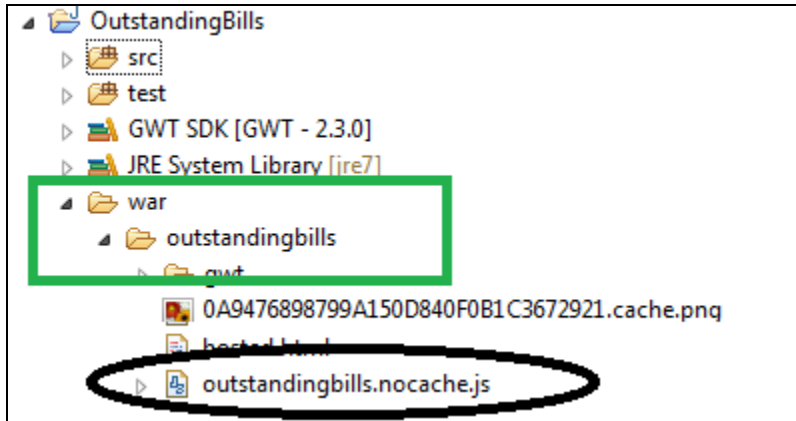 OutstandingBills
src
test
GWT SDK [GWT - 2.3.0]
JRE System Library [jre7]
war
outstandingbills
gwt
0A9476898799A150D840F0B1C3672921.cache.png
hosted.html
outstandingbills.nocache.js